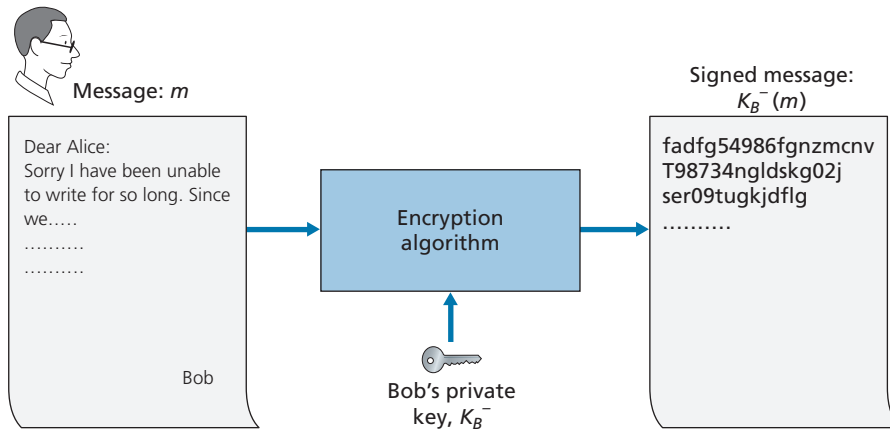 Message: m
Dear Alice:
Sorry I have been unable
to write for so long. Since
we.....
..........
..........
Bob
Encryption
algorithm
Bob’s private
key, K_B^–
Signed message:
K_B^– (m)
fadfg54986fgnzmcnv
T98734ngldskg02j
ser09tugkjdflg
..........